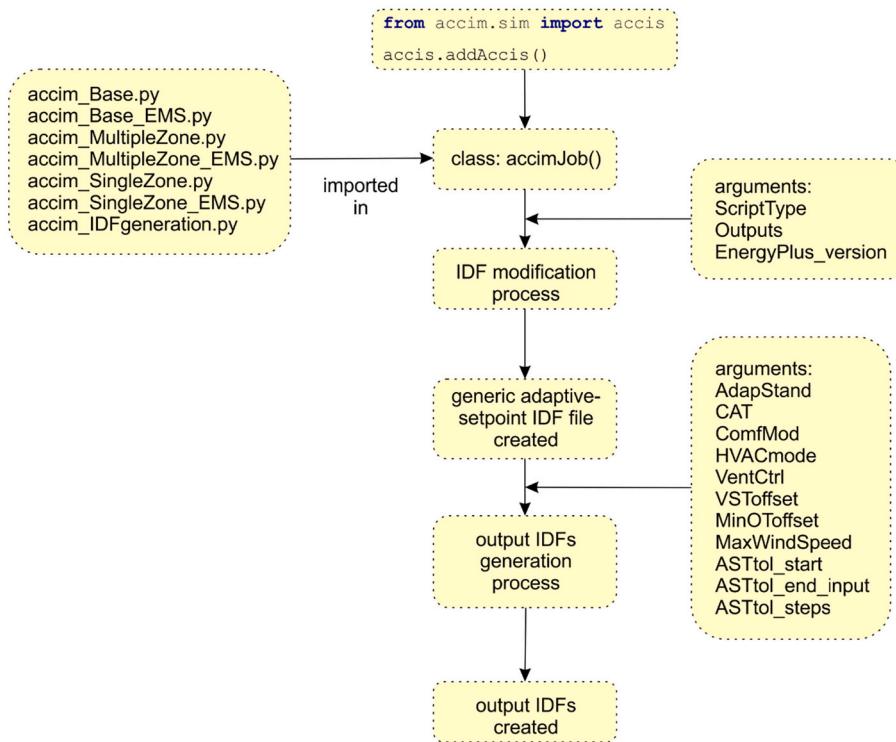 from accim.sim import accis
accis.addAccis()
accim_Base.py
accim_Base_EMS.py
accim_MultipleZone.py
accim_MultipleZone_EMS.py
accim_SingleZone.py
accim_SingleZone_EMS.py
accim_IDFgeneration.py
imported
in
class: accimJob()
arguments:
ScriptType
Outputs
EnergyPlus_version
IDF modification
process
generic adaptive-
setpoint IDF file
created
arguments:
AdapStand
CAT
ComfMod
HVACmode
VentCtrl
VSToffset
MinOToffset
MaxWindSpeed
ASTtol_start
ASTtol_end_input
ASTtol_steps
output IDFs
generation
process
output IDFs
created